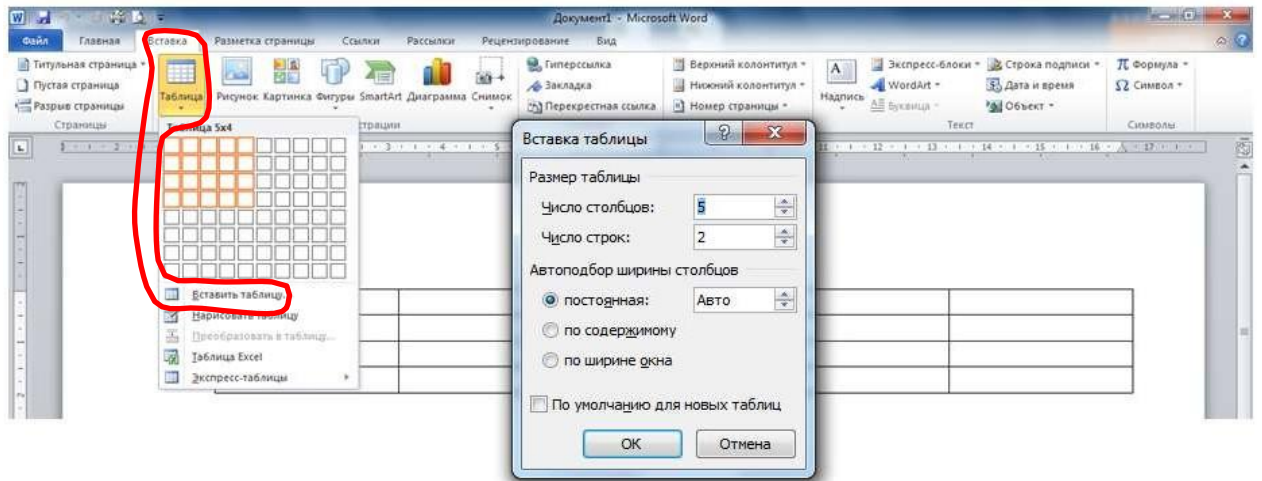 Документ1 - Microsoft Word
Файл Главная Вставка Разметка страницы Ссылки Рассылки Рецензирование Вид
Титульная страница
Пустая страница
Разрыв страницы
Страницы
Таблица
Рисунок Картинка Фигуры SmartArt Диаграмма Снимок
Гиперссылка
Закладка
Перекрестная ссылка
Верхний колонтитул
Нижний колонтитул
Номер страницы
Надпись
Экспресс-блоки
WordArt
Буквица
Строка подписи
Дата и время
Объект
Текст
Формула
Символ
Символы
Таблица 5x4
Вставить таблицу...
Нарисовать таблицу
Преобразовать в таблицу...
Таблица Excel
Экспресс-таблицы
Вставка таблицы
Размер таблицы
Число столбцов: 5
Число строк: 2
Автоподбор ширины столбцов
постоянная: Авто
по содержимому
по ширине окна
По умолчанию для новых таблиц
ОК Отмена